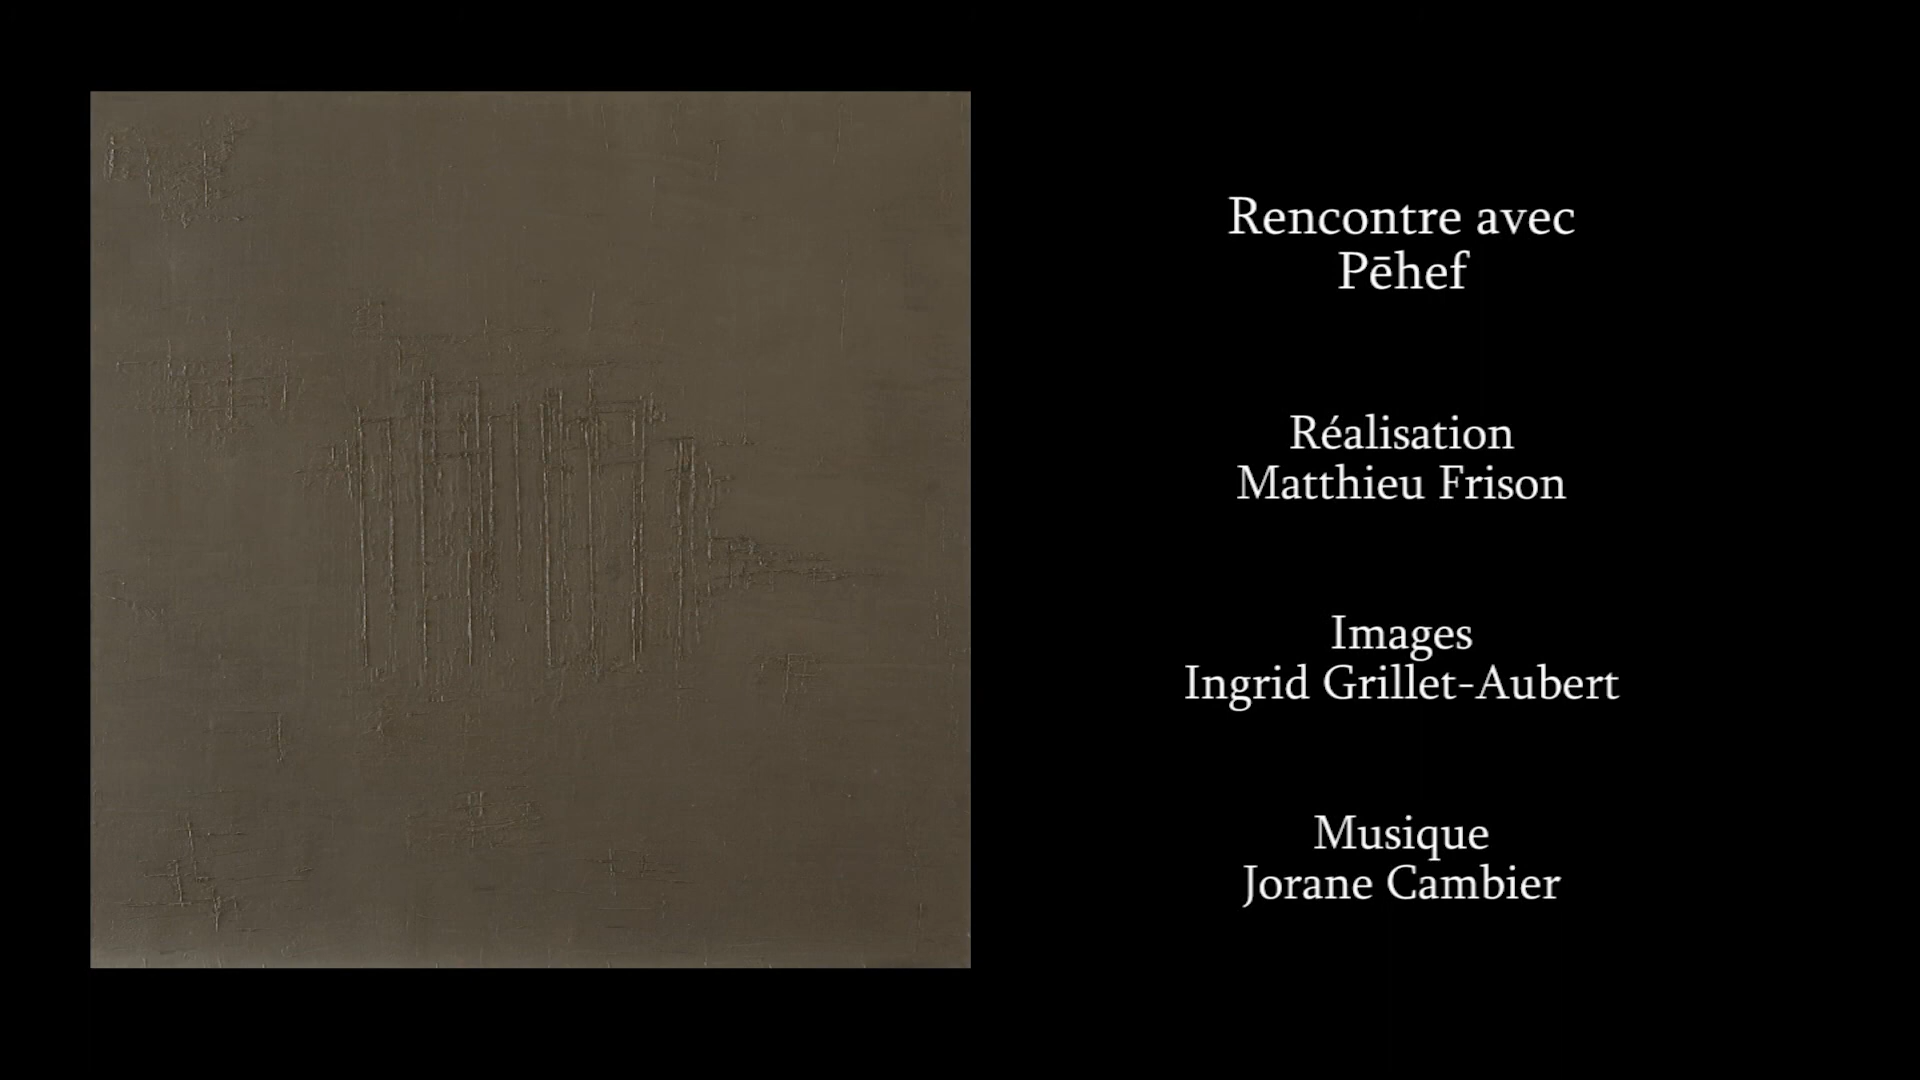 Rencontre avec
Pēhef
Réalisation
Matthieu Frison
Images
Ingrid Grillet-Aubert
Musique
Jorane Cambier